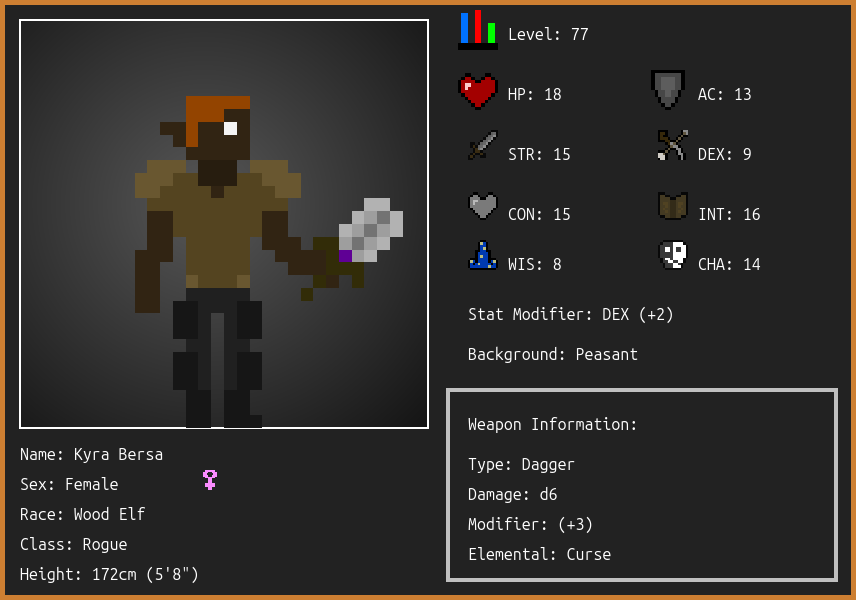 Level: 77
HP: 18
AC: 13
STR: 15
DEX: 9
CON: 15
INT: 16
WIS: 8
CHA: 14
Stat Modifier: DEX (+2)
Background: Peasant
Weapon Information:
Type: Dagger
Damage: d6
Modifier: (+3)
Elemental: Curse
Name: Kyra Bersa
Sex: Female
Race: Wood Elf
Class: Rogue
Height: 172cm (5'8")